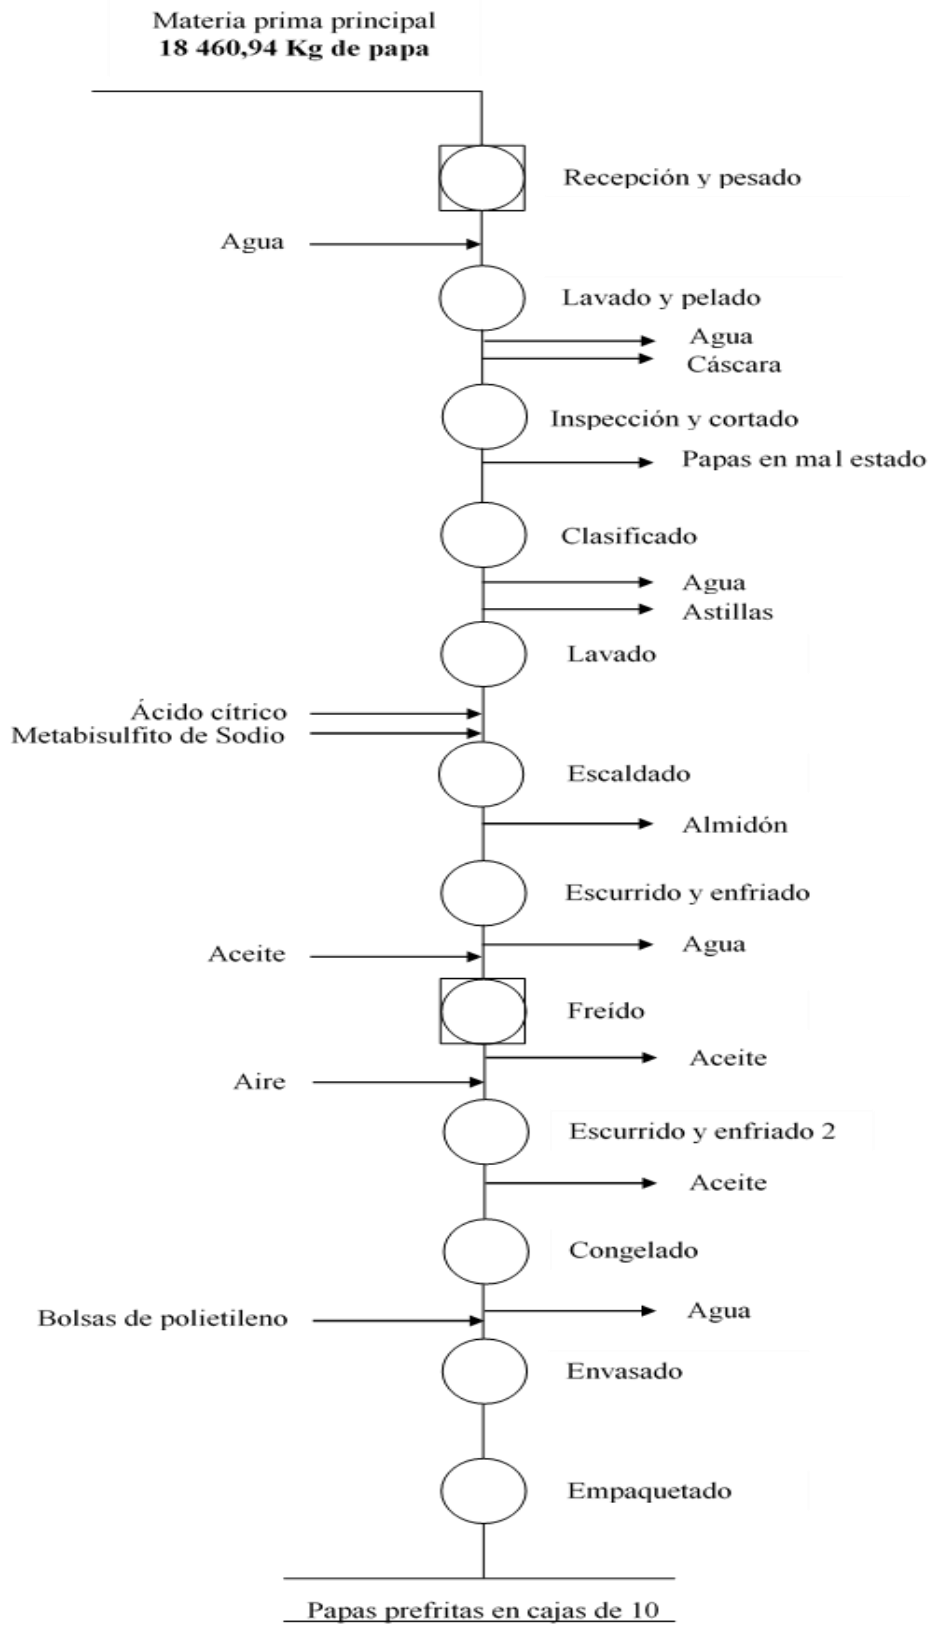 Materia prima principal
18 460,94 Kg de papa
Recepción y pesado
Agua
Lavado y pelado
Agua
Cáscara
Inspección y cortado
Papas en mal estado
Clasificado
Agua
Astillas
Lavado
Ácido cítrico
Metabisulfito de Sodio
Escaldado
Almidón
Escurrido y enfriado
Agua
Aceite
Freído
Aceite
Aire
Escurrido y enfriado 2
Aceite
Congelado
Agua
Bolsas de polietileno
Envasado
Empaquetado
Papas prefritas en cajas de 10